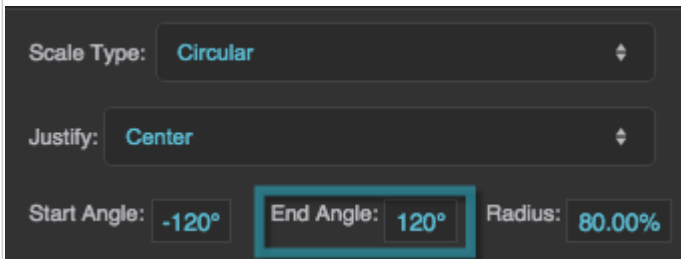 Scale Type: Circular
Justify: Center
Start Angle: -120° End Angle: 120° Radius: 80.00%